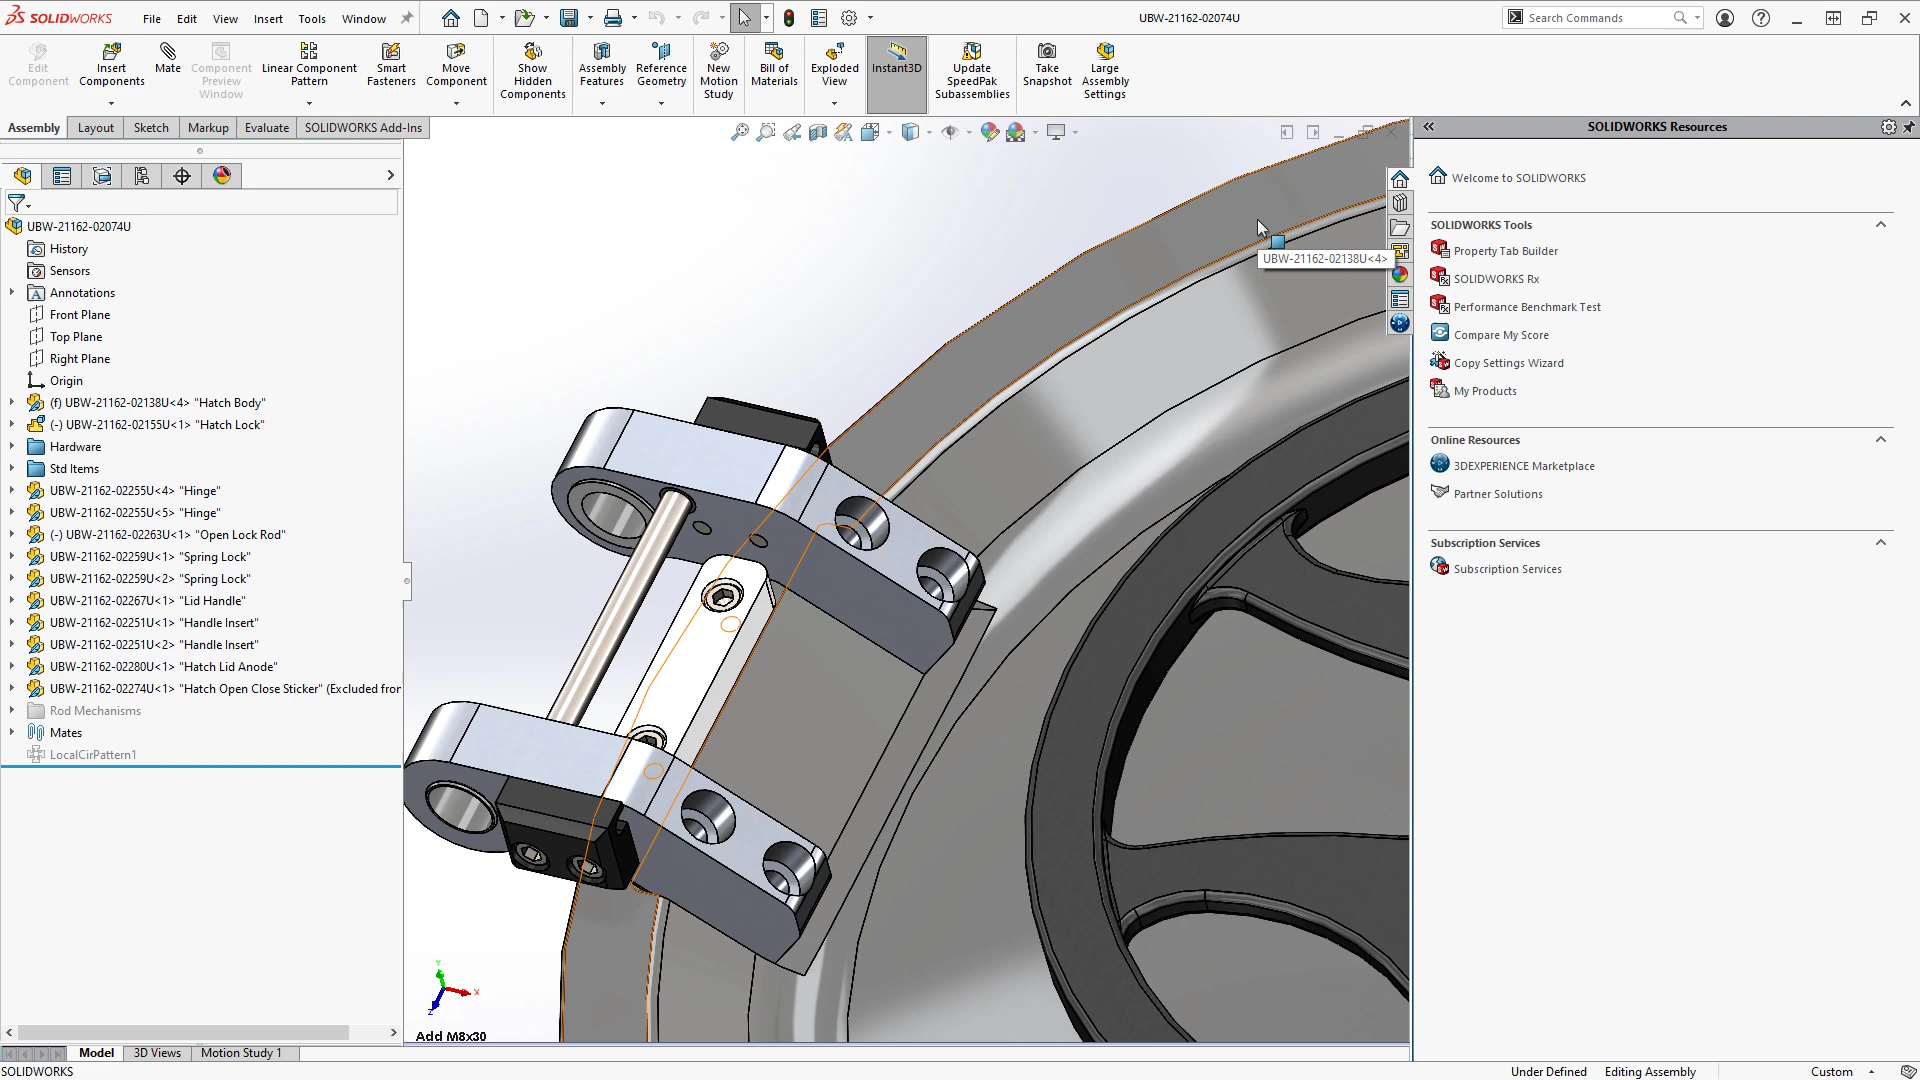 SOLIDWORKS
File Edit View Insert Tools Window
UBW-21162-02074U
Search Commands
Edit Component
Insert Components
Mate
Component Preview Window
Linear Component Pattern
Smart Fasteners
Move Component
Show Hidden Components
Assembly Features
Reference Geometry
New Motion Study
Bill of Materials
Exploded View
Instant3D
Update SpeedPak Subassemblies
Take Snapshot
Large Assembly Settings
Assembly Layout Sketch Markup Evaluate SOLIDWORKS Add-Ins
UBW-21162-02074U
History
Sensors
Annotations
Front Plane
Top Plane
Right Plane
Origin
(f) UBW-21162-02138U<4> "Hatch Body"
(-) UBW-21162-02155U<1> "Hatch Lock"
Hardware
Std Items
UBW-21162-02255U<4> "Hinge"
UBW-21162-02255U<5> "Hinge"
(-) UBW-21162-02263U<1> "Open Lock Rod"
UBW-21162-02259U<1> "Spring Lock"
UBW-21162-02259U<2> "Spring Lock"
UBW-21162-02267U<1> "Lid Handle"
UBW-21162-02251U<1> "Handle Insert"
UBW-21162-02251U<2> "Handle Insert"
UBW-21162-02280U<1> "Hatch Lid Anode"
UBW-21162-02274U<1> "Hatch Open Close Sticker" (Excluded fror
Rod Mechanisms
Mates
LocalCirPattern1
UBW-21162-02138U<4>
Y
X
Z
Add M8x30
SOLIDWORKS Resources
Welcome to SOLIDWORKS
SOLIDWORKS Tools
Property Tab Builder
SOLIDWORKS Rx
Performance Benchmark Test
Compare My Score
Copy Settings Wizard
My Products
Online Resources
3DEXPERIENCE Marketplace
Partner Solutions
Subscription Services
Subscription Services
Model 3D Views Motion Study 1
SOLIDWORKS
Under Defined Editing Assembly Custom